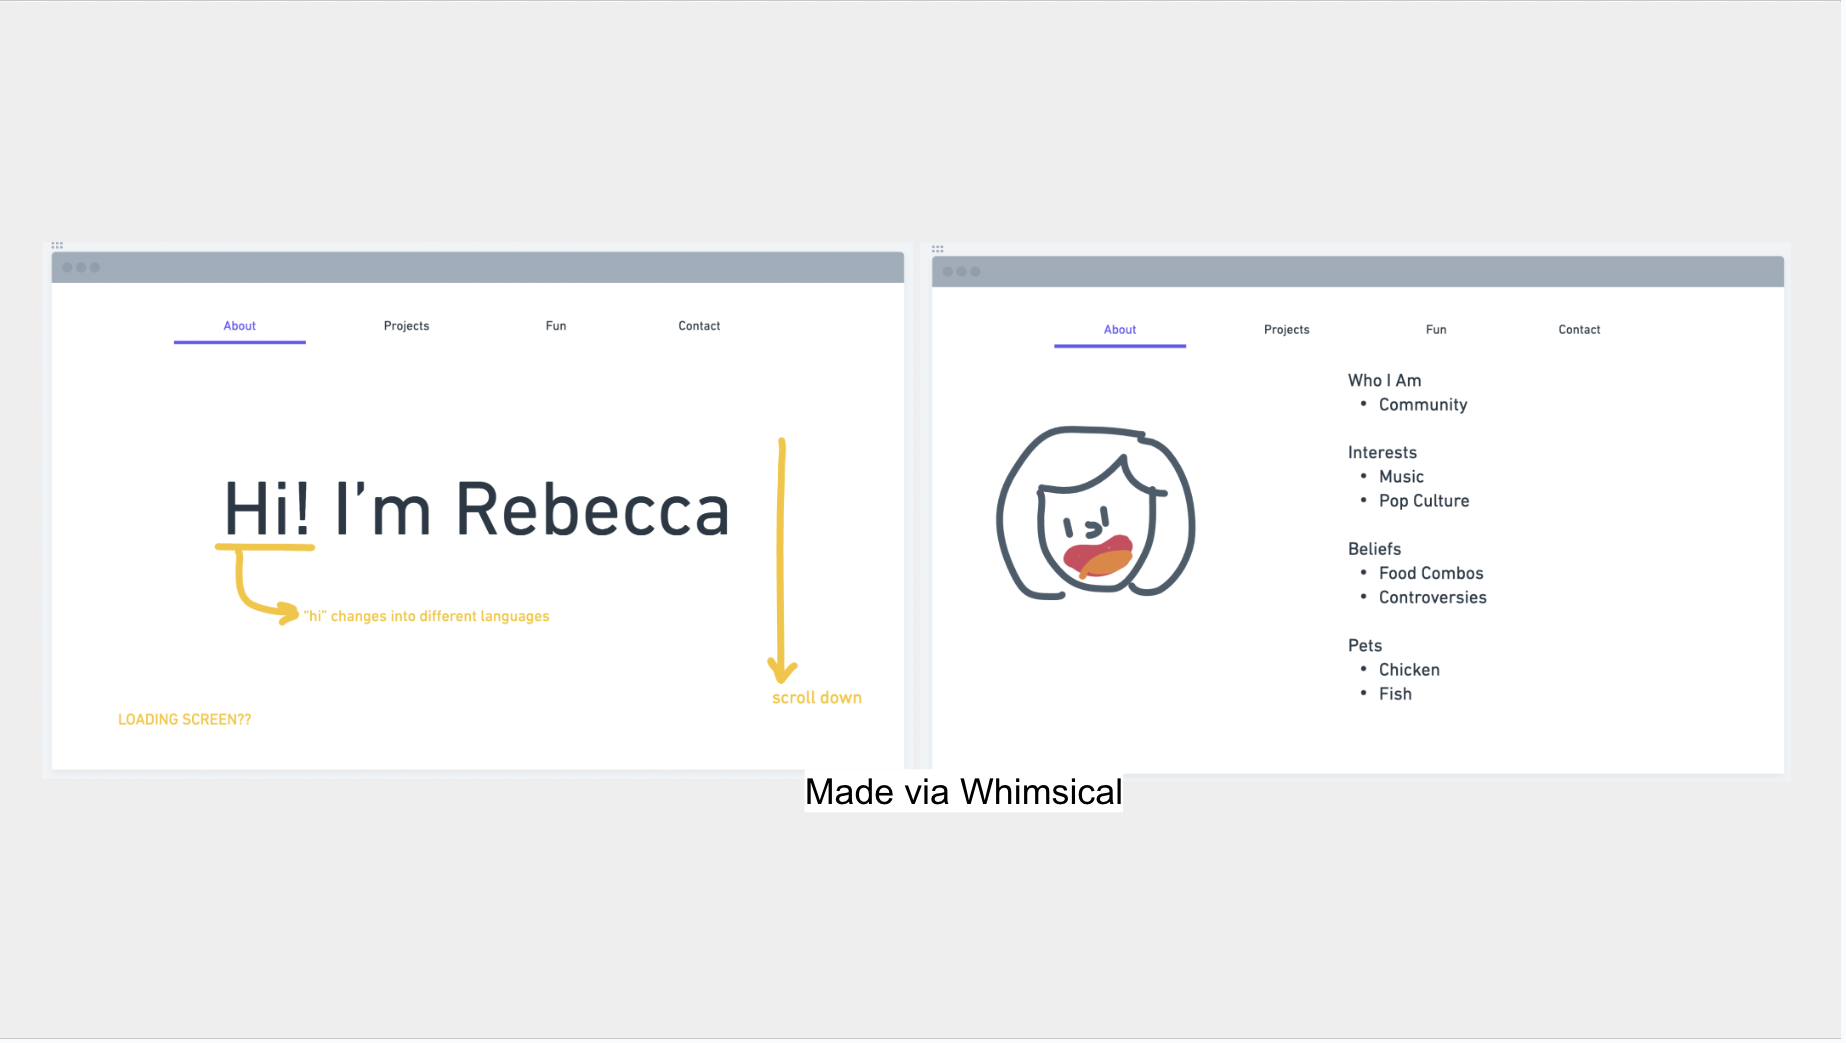 About Projects Fun Contact
Hi! I’m Rebecca
“hi” changes into different languages
scroll down
LOADING SCREEN??
About Projects Fun Contact
Who I Am
• Community
Interests
• Music
• Pop Culture
Beliefs
• Food Combos
• Controversies
Pets
• Chicken
• Fish
Made via Whimsical